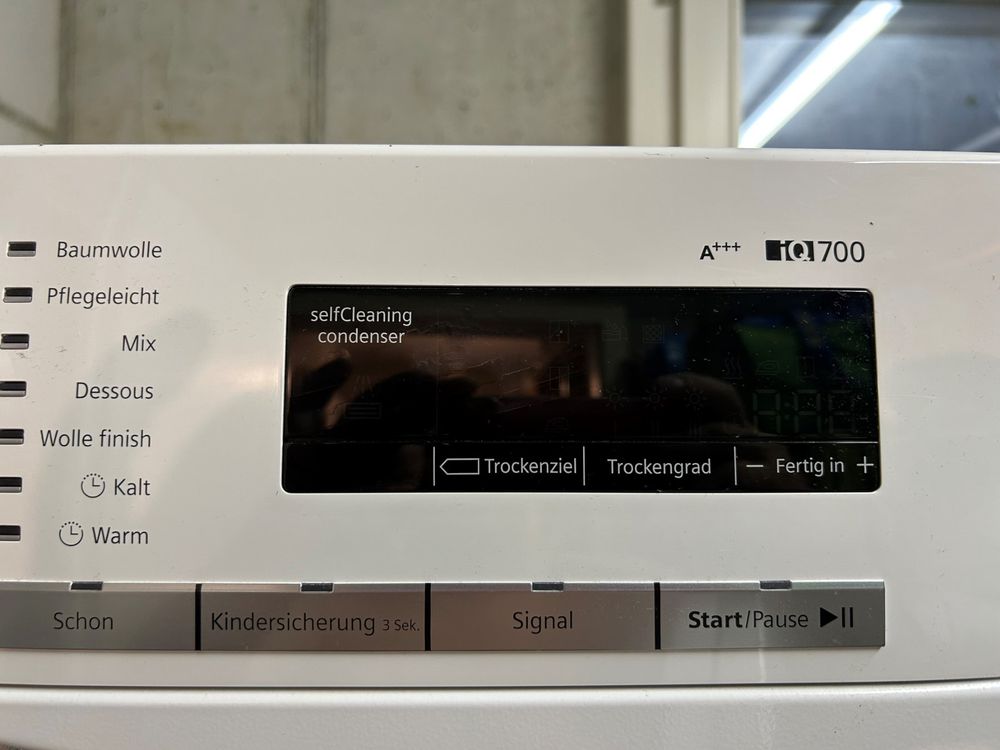 Baumwolle
Pflegeleicht
Mix
Dessous
Wolle finish
Kalt
Warm
A+++ iQ700
selfCleaning
condenser
Trockenziel Trockengrad – Fertig in +
Schon Kindersicherung 3 Sek. Signal Start/Pause